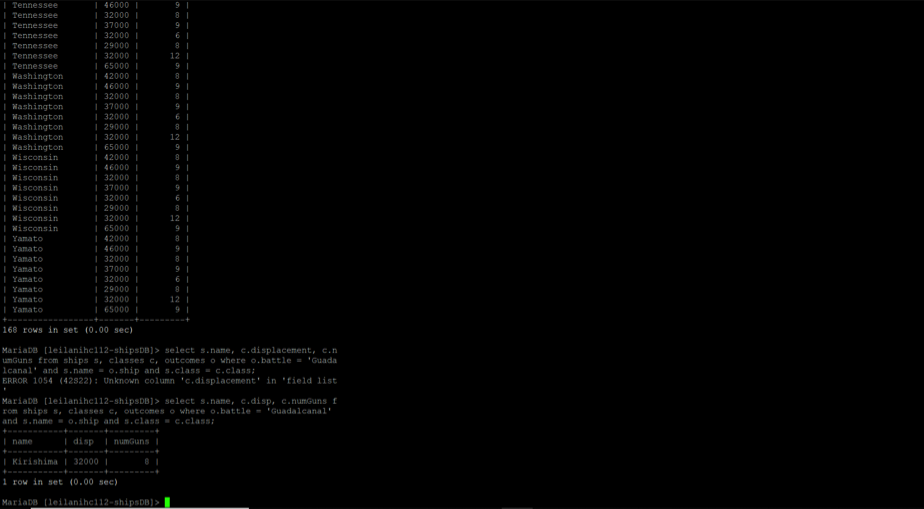 | Tennessee | 46000 | 9 |
| Tennessee | 32000 | 8 |
| Tennessee | 37000 | 9 |
| Tennessee | 32000 | 6 |
| Tennessee | 29000 | 8 |
| Tennessee | 32000 | 12 |
| Tennessee | 65000 | 9 |
| Washington | 42000 | 8 |
| Washington | 46000 | 9 |
| Washington | 32000 | 8 |
| Washington | 37000 | 9 |
| Washington | 32000 | 6 |
| Washington | 29000 | 8 |
| Washington | 32000 | 12 |
| Washington | 65000 | 9 |
| Wisconsin | 42000 | 8 |
| Wisconsin | 46000 | 9 |
| Wisconsin | 32000 | 8 |
| Wisconsin | 37000 | 9 |
| Wisconsin | 32000 | 6 |
| Wisconsin | 29000 | 8 |
| Wisconsin | 32000 | 12 |
| Wisconsin | 65000 | 9 |
| Yamato | 42000 | 8 |
| Yamato | 46000 | 9 |
| Yamato | 32000 | 8 |
| Yamato | 37000 | 9 |
| Yamato | 32000 | 6 |
| Yamato | 29000 | 8 |
| Yamato | 32000 | 12 |
| Yamato | 65000 | 9 |
+-----------------+-------+---------+
168 rows in set (0.00 sec)
MariaDB [leilanihc112-shipsDB]> select s.name, c.displacement, c.n
umGuns from ships s, classes c, outcomes o where o.battle = 'Guada
lcanal' and s.name = o.ship and s.class = c.class;
ERROR 1054 (42S22): Unknown column 'c.displacement' in 'field list
'
MariaDB [leilanihc112-shipsDB]> select s.name, c.disp, c.numGuns f
rom ships s, classes c, outcomes o where o.battle = 'Guadalcanal'
and s.name = o.ship and s.class = c.class;
+-----------+-------+---------+
| name | disp | numGuns |
+-----------+-------+---------+
| Kirishima | 32000 | 8 |
+-----------+-------+---------+
1 row in set (0.00 sec)
MariaDB [leilanihc112-shipsDB]>